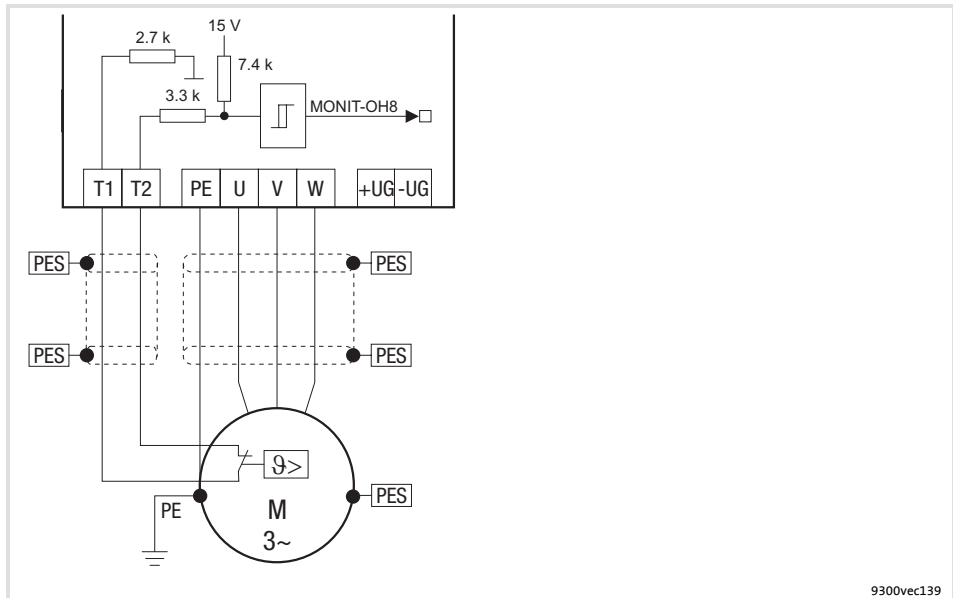 15 V
2.7 k
7.4 k
3.3 k
MONIT-OH8
T1 T2 PE U V W +UG -UG
PES PES
PES PES
ϑ>
PES
PE
M
3~
9300vec139